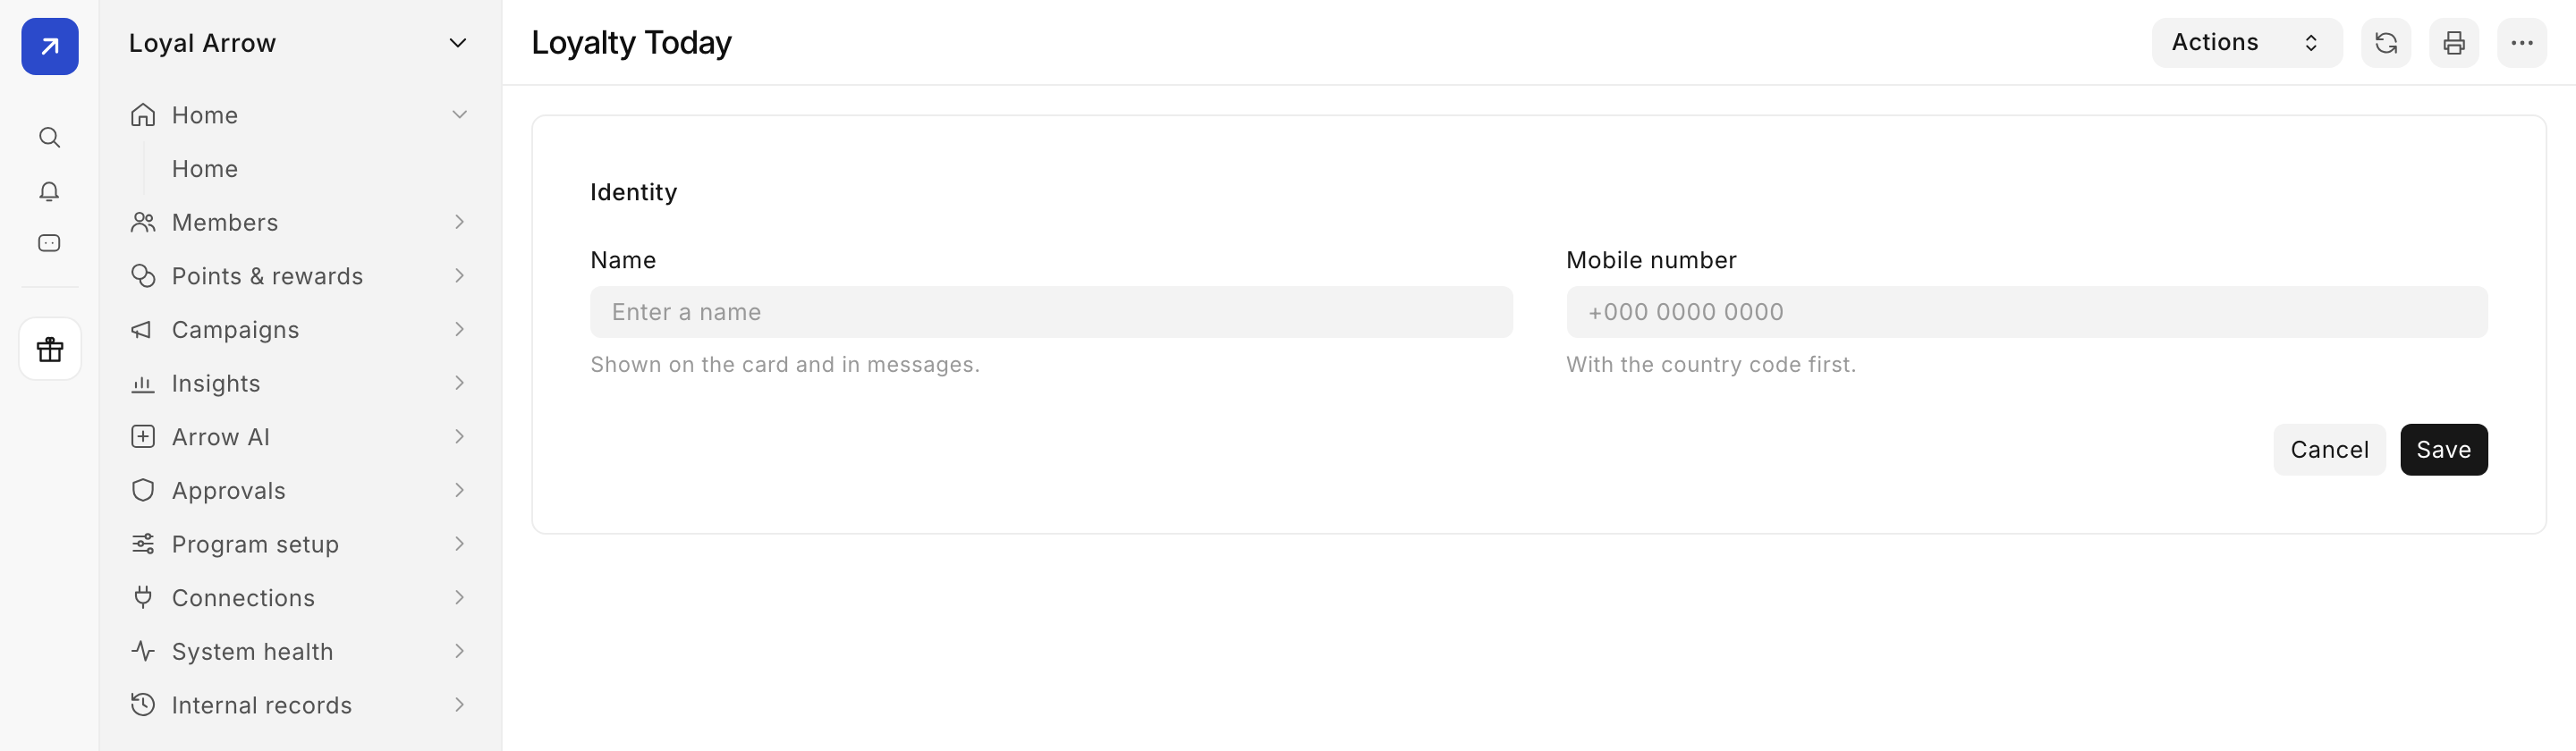 Loyal Arrow
Home
Home
Members
Points & rewards
Campaigns
Insights
Arrow AI
Approvals
Program setup
Connections
System health
Internal records
Loyalty Today
Actions
Identity
Name
Enter a name
Shown on the card and in messages.
Mobile number
+000 0000 0000
With the country code first.
Cancel
Save